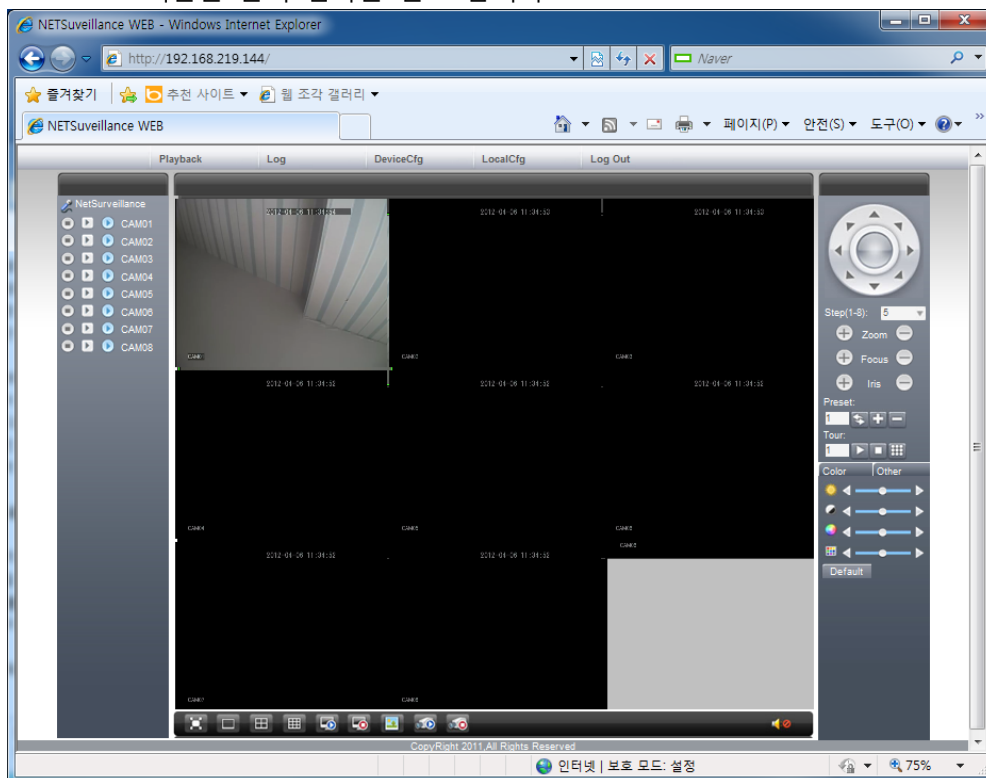 NETSuveillance WEB - Windows Internet Explorer
http://192.168.219.144/
Naver
즐겨찾기 추천 사이트 웹 조각 갤러리
NETSuveillance WEB
페이지(P) 안전(S) 도구(O)
Playback Log DeviceCfg LocalCfg Log Out
NetSurveillance
CAM01
CAM02
CAM03
CAM04
CAM05
CAM06
CAM07
CAM08
Step(1-8): 5
Zoom
Focus
Iris
Preset:
1
Tour:
1
Color Other
Default
CopyRight 2011,All Rights Reserved
인터넷 | 보호 모드: 설정
75%